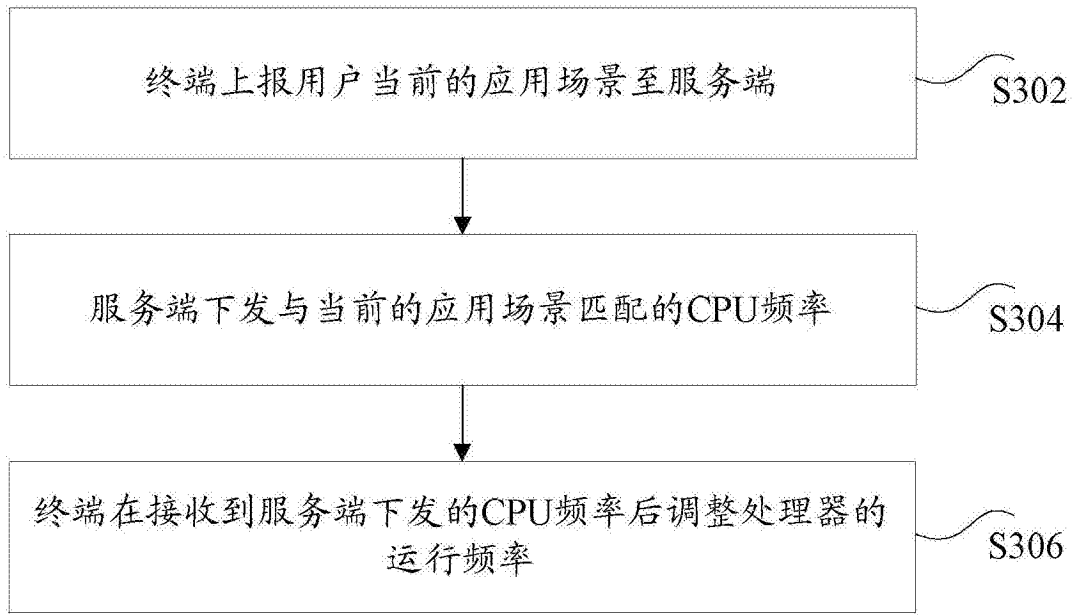 终端上报用户当前的应用场景至服务端
S302
服务端下发与当前的应用场景匹配的CPU频率
S304
终端在接收到服务端下发的CPU频率后调整处理器的
运行频率
S306